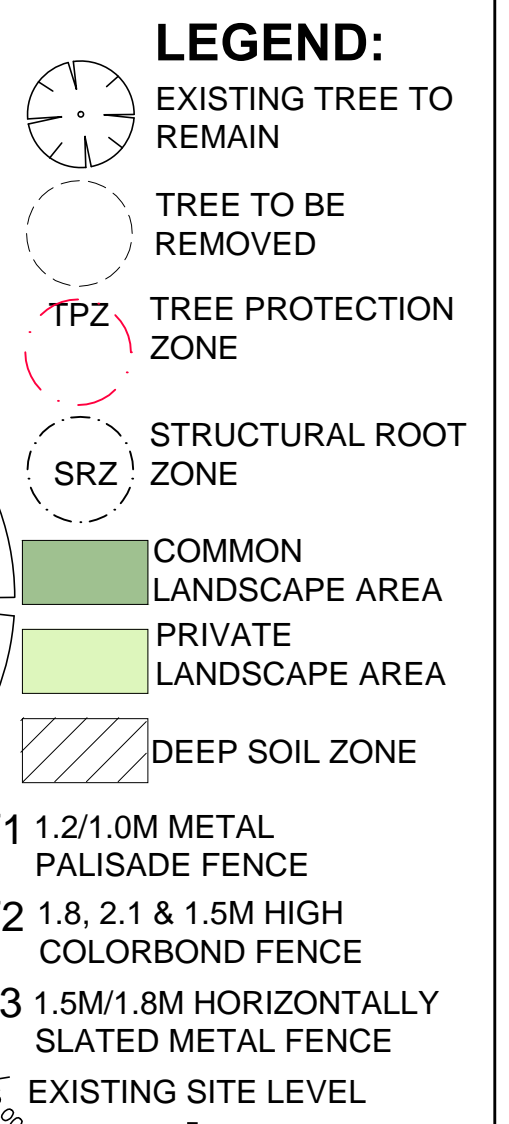 LEGEND:
EXISTING TREE TO
REMAIN
TREE TO BE
REMOVED
TPZ TREE PROTECTION
ZONE
STRUCTURAL ROOT
SRZ ZONE
COMMON
LANDSCAPE AREA
PRIVATE
LANDSCAPE AREA
DEEP SOIL ZONE
1 1.2/1.0M METAL
PALISADE FENCE
2 1.8, 2.1 & 1.5M HIGH
COLORBOND FENCE
3 1.5M/1.8M HORIZONTALLY
SLATED METAL FENCE
EXISTING SITE LEVEL